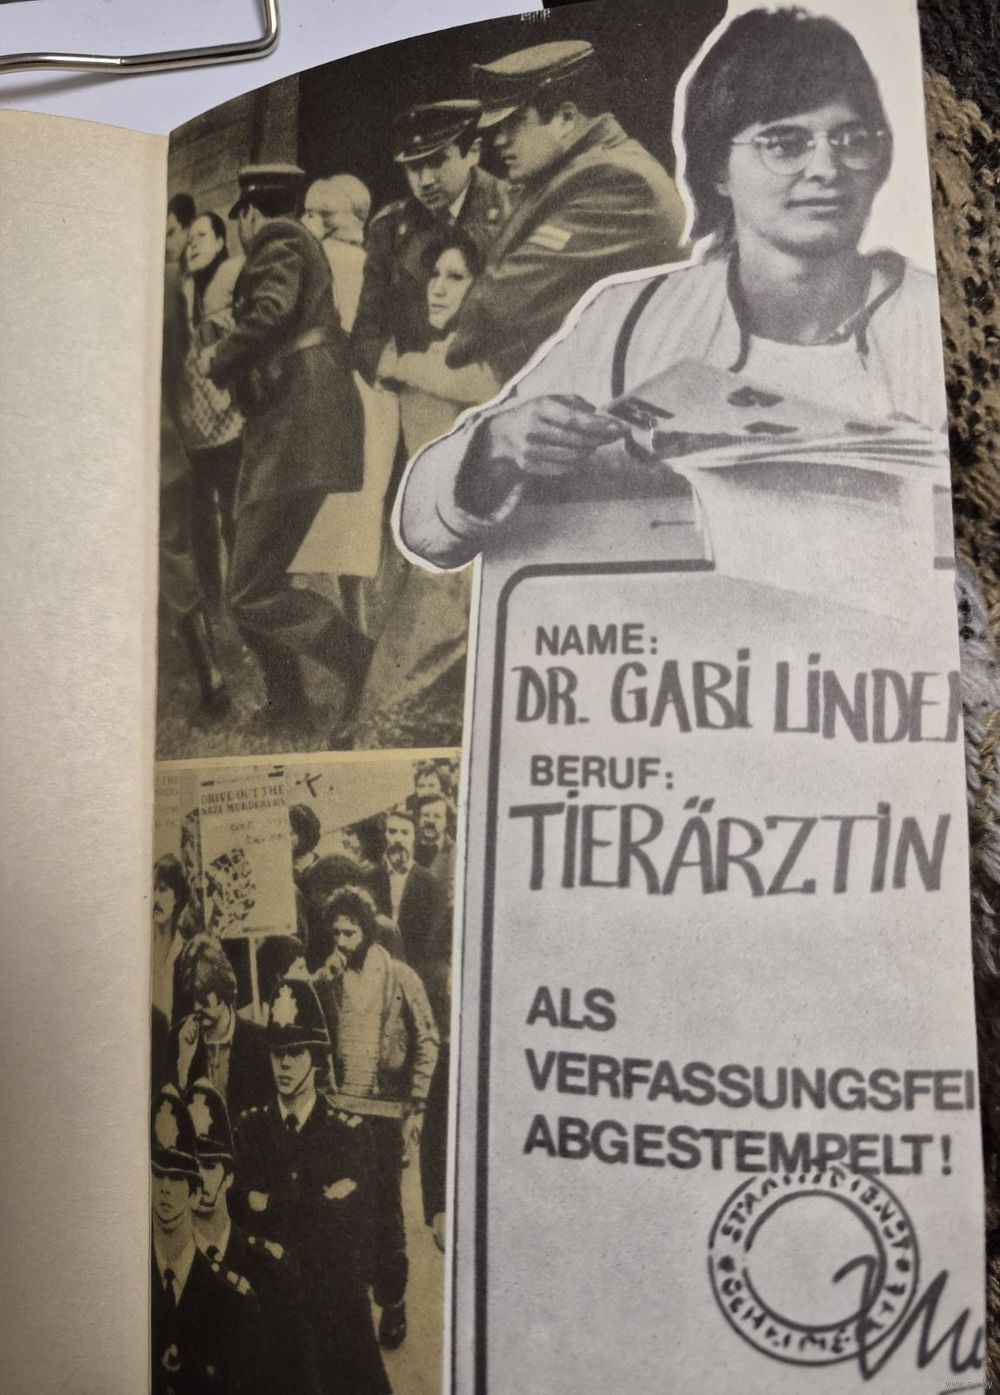 DRIVE OUT THE
NAZI MURDERERS
NAME:
DR. GABI LINDE
BERUF:
TIERÄRZTIN
ALS
VERFASSUNGSFEI
ABGESTEMPELT!